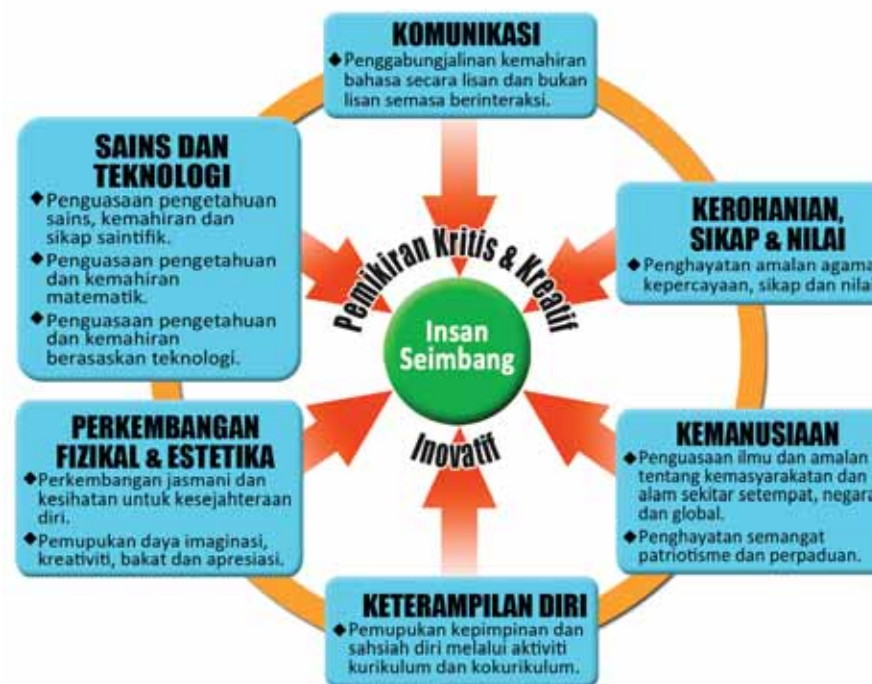 KOMUNIKASI
◆Penggabungjalinan kemahiran
bahasa secara lisan dan bukan
lisan semasa berinteraksi.
SAINS DAN
TEKNOLOGI
◆Penguasaan pengetahuan
sains, kemahiran dan
sikap saintifik.
◆Penguasaan pengetahuan
dan kemahiran
matematik.
◆Penguasaan pengetahuan
dan kemahiran
berasaskan teknologi.
KEROHANIAN,
SIKAP & NILAI
◆Penghayatan amalan agama
kepercayaan, sikap dan nilai
Pemikiran Kritis & Kreatif
Insan
Seimbang
Inovatif
PERKEMBANGAN
FIZIKAL & ESTETIKA
◆Perkembangan jasmani dan
kesihatan untuk kesejahteraan
diri.
◆Pemupukan daya imaginasi,
kreativiti, bakat dan apresiasi.
KEMANUSIAAN
◆Penguasaan ilmu dan amalan
tentang kemasyarakatan dan
alam sekitar setempat, negara
dan global.
◆Penghayatan semangat
patriotisme dan perpaduan.
KETERAMPILAN DIRI
◆Pemupukan kepimpinan dan
sahsiah diri melalui aktiviti
kurikulum dan kokurikulum.